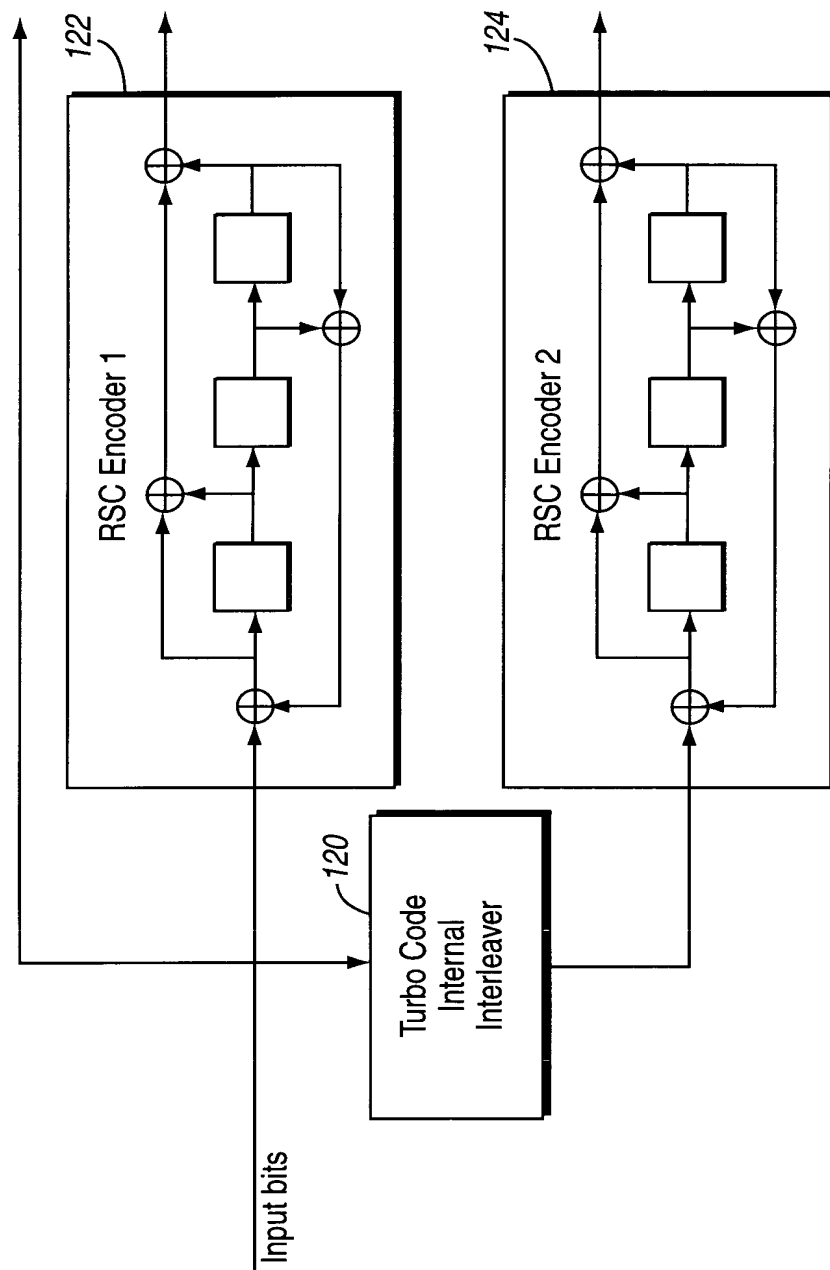 122
RSC Encoder 1
Input bits
120
Turbo Code
Internal
Interleaver
124
RSC Encoder 2